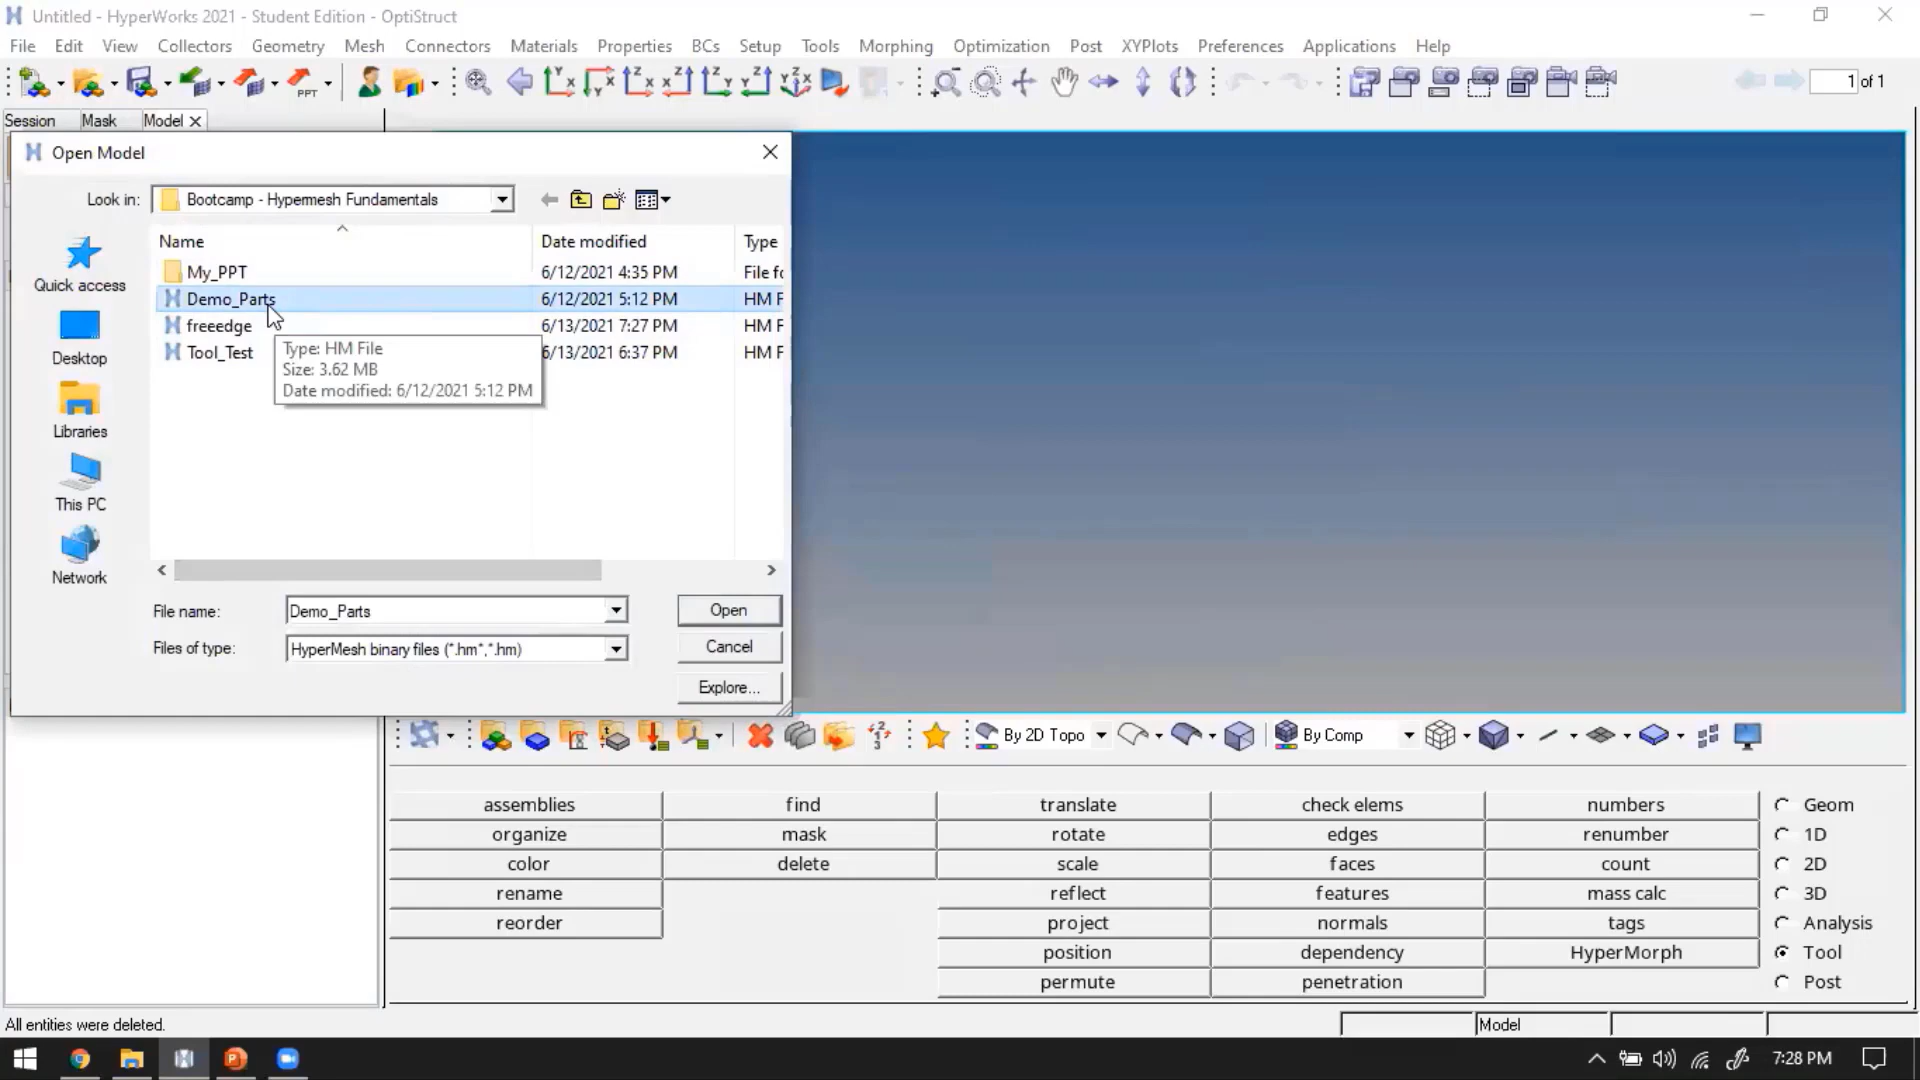 Untitled - HyperWorks 2021 - Student Edition - OptiStruct
File Edit View Collectors Geometry Mesh Connectors Materials Properties BCs Setup Tools Morphing Optimization Post XYPlots Preferences Applications Help
PPT
1 of 1
Session Mask Model
Open Model
Look in: Bootcamp - Hypermesh Fundamentals
Name Date modified Type
My_PPT 6/12/2021 4:35 PM File fo
Demo_Parts 6/12/2021 5:12 PM HM F
freeedge 6/13/2021 7:27 PM HM F
Tool_Test 6/13/2021 6:37 PM HM F
Type: HM File
Size: 3.62 MB
Date modified: 6/12/2021 5:12 PM
Quick access
Desktop
Libraries
This PC
Network
File name: Demo_Parts Open
Files of type: HyperMesh binary files (*.hm*,*.hm) Cancel
Explore...
By 2D Topo By Comp
assemblies find translate check elems numbers Geom
organize mask rotate edges renumber 1D
color delete scale faces count 2D
rename reflect features mass calc 3D
reorder project normals tags Analysis
position dependency HyperMorph Tool
permute penetration Post
All entities were deleted. Model
7:28 PM